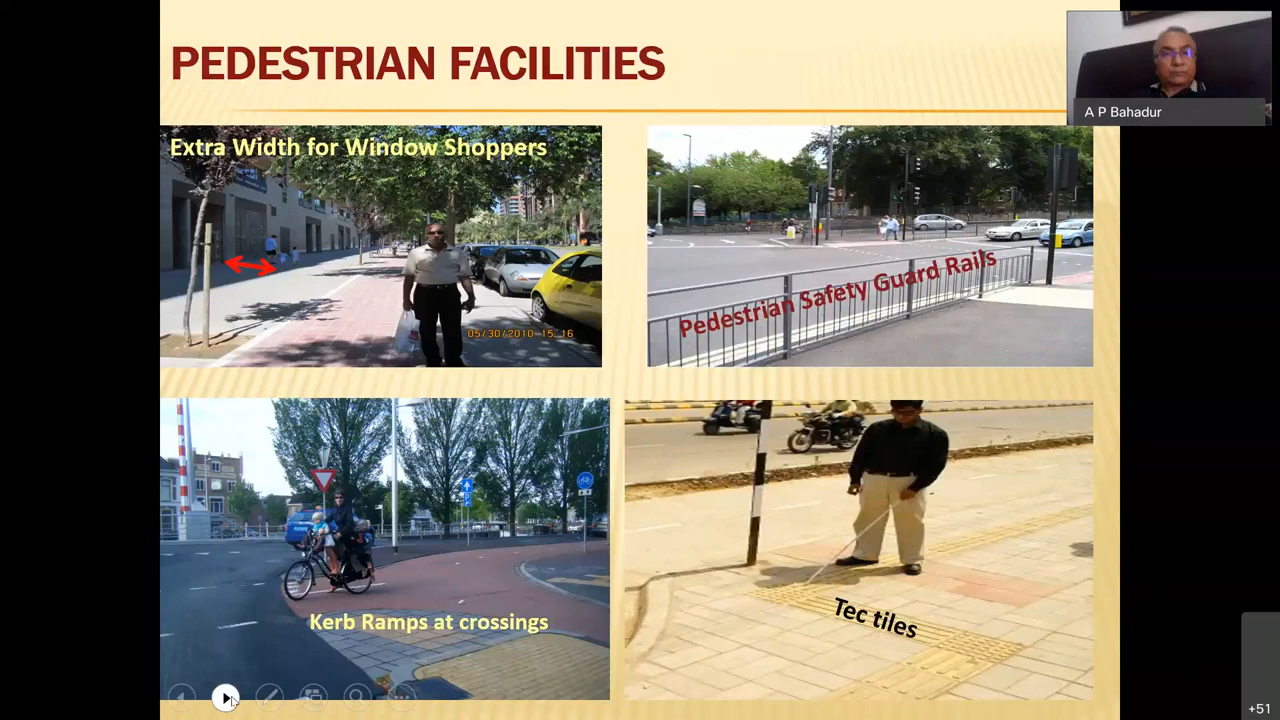 PEDESTRIAN FACILITIES
A P Bahadur
Extra Width for Window Shoppers
05/30/2010 15:16
Pedestrian Safety Guard Rails
Kerb Ramps at crossings
Tec tiles
+51